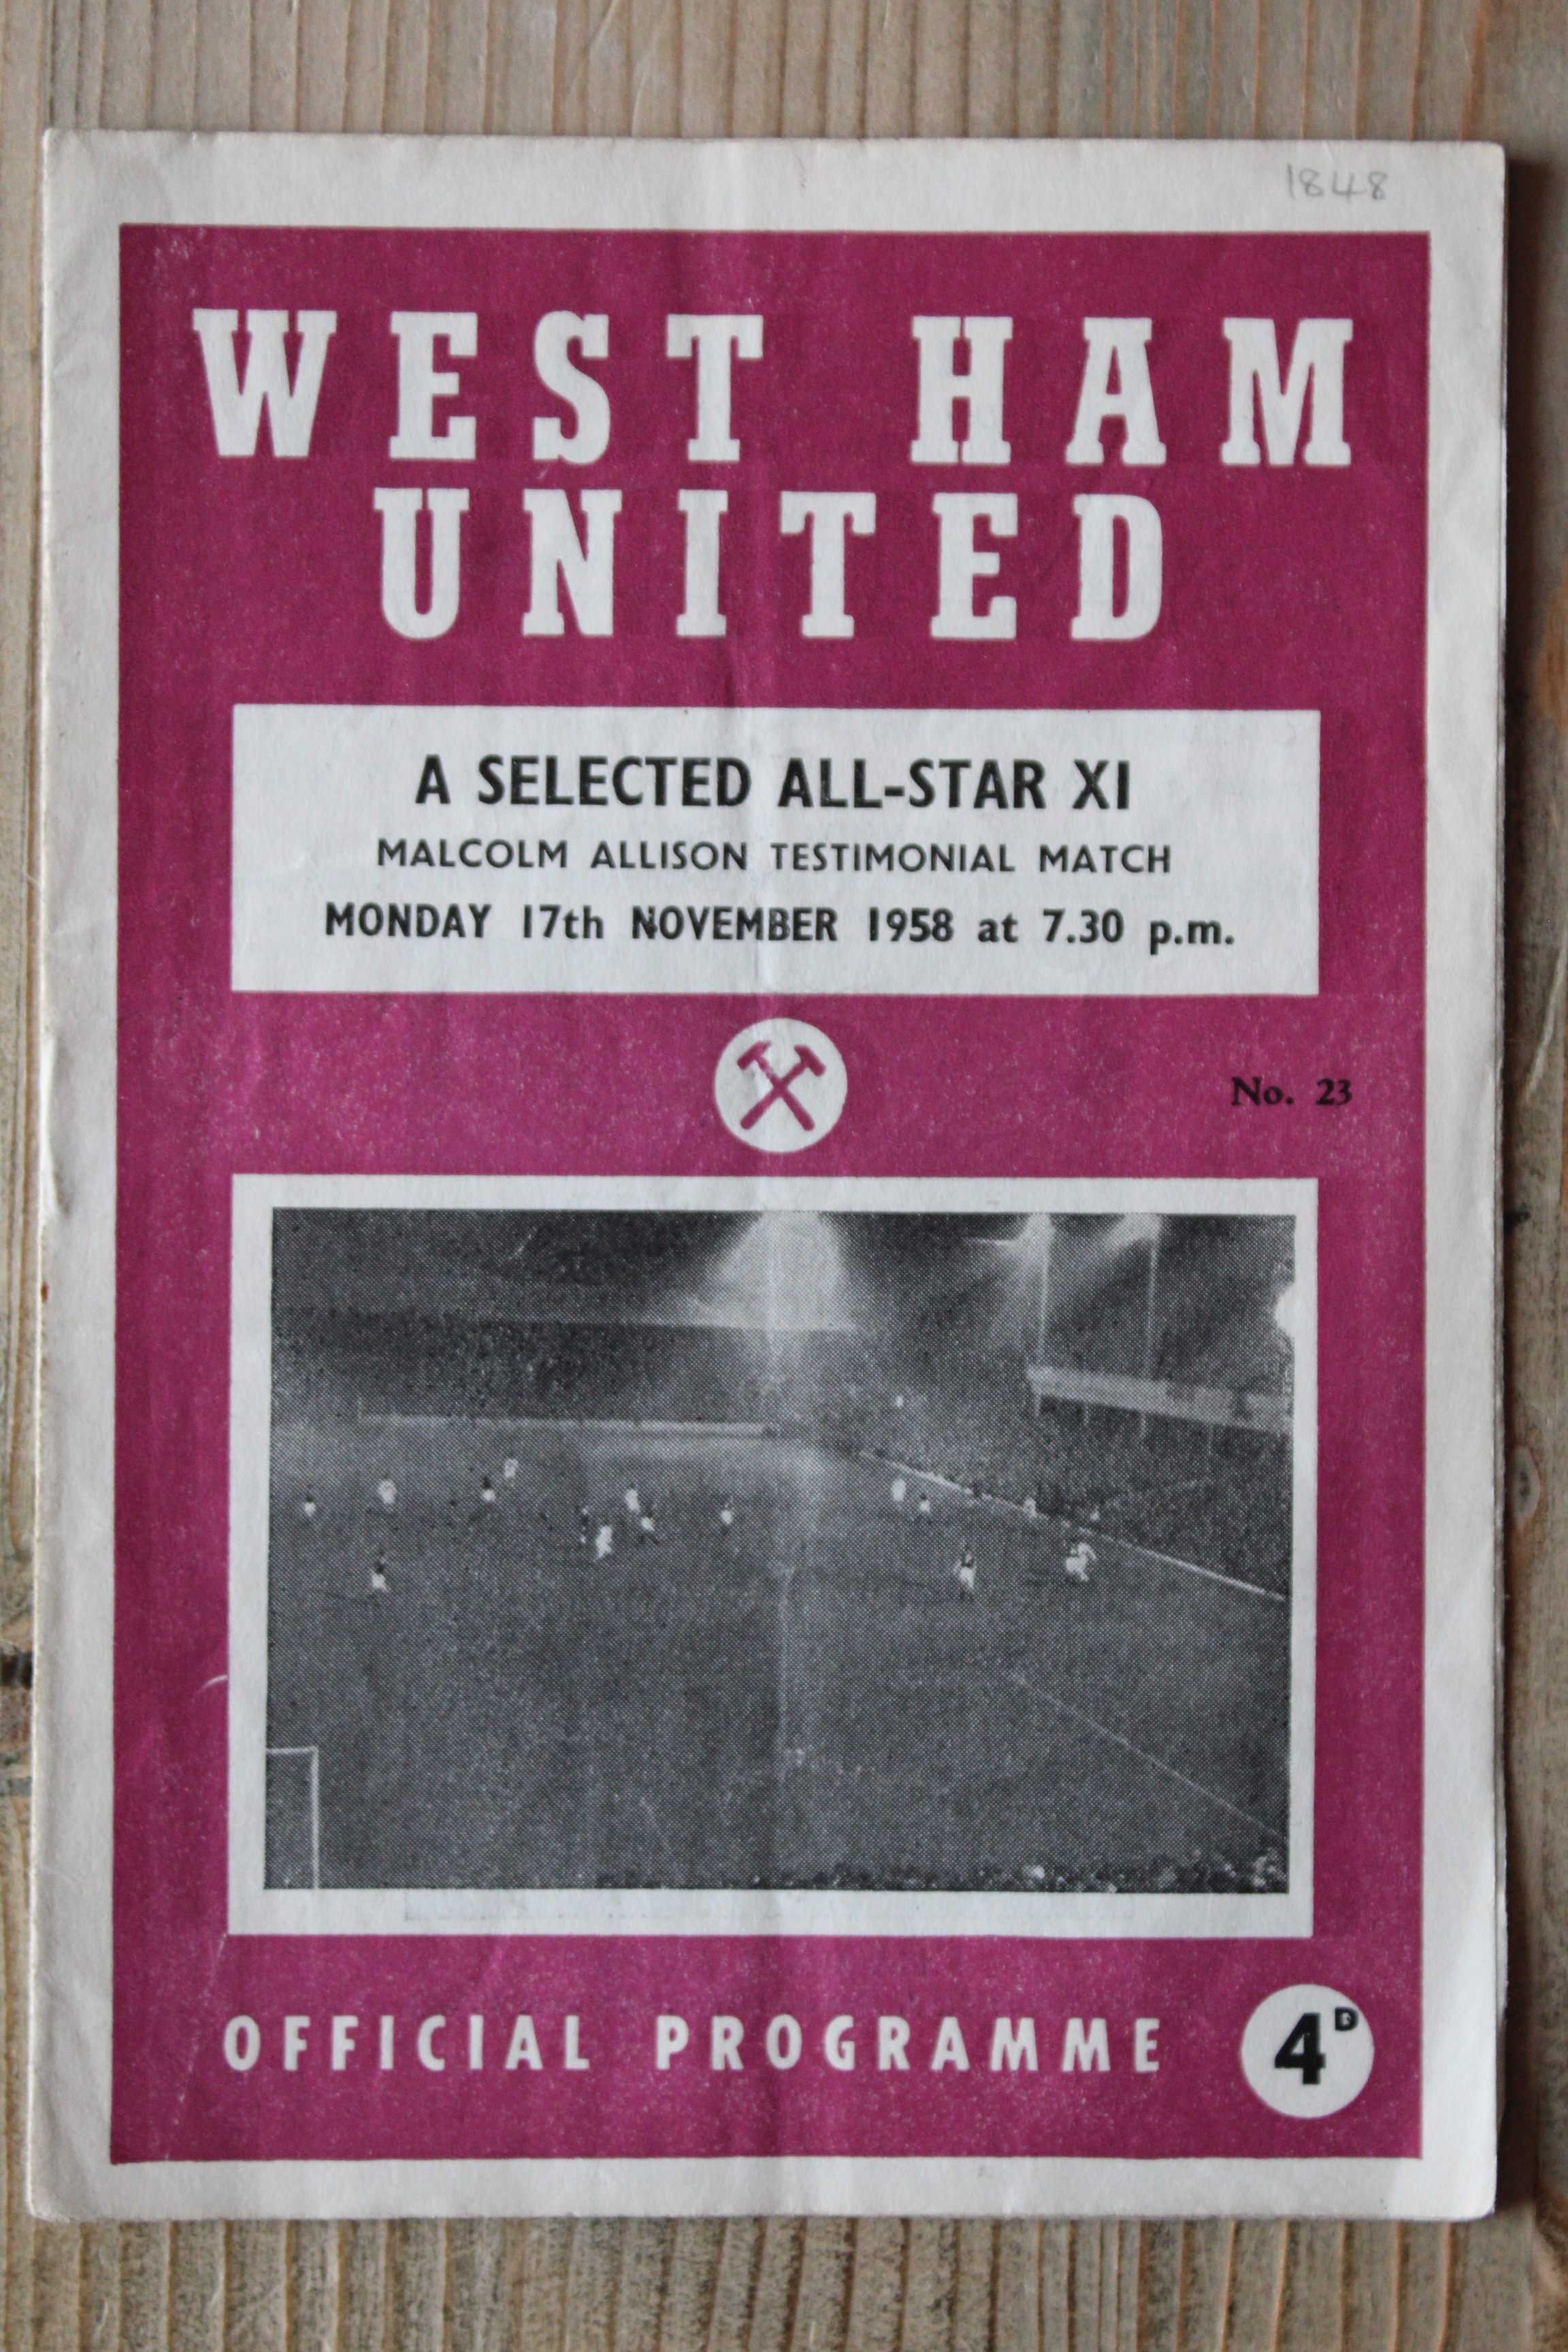 1848
WEST HAM
UNITED
A SELECTED ALL-STAR XI
MALCOLM ALLISON TESTIMONIAL MATCH
MONDAY 17th NOVEMBER 1958 at 7.30 p.m.
No. 23
OFFICIAL PROGRAMME
4D